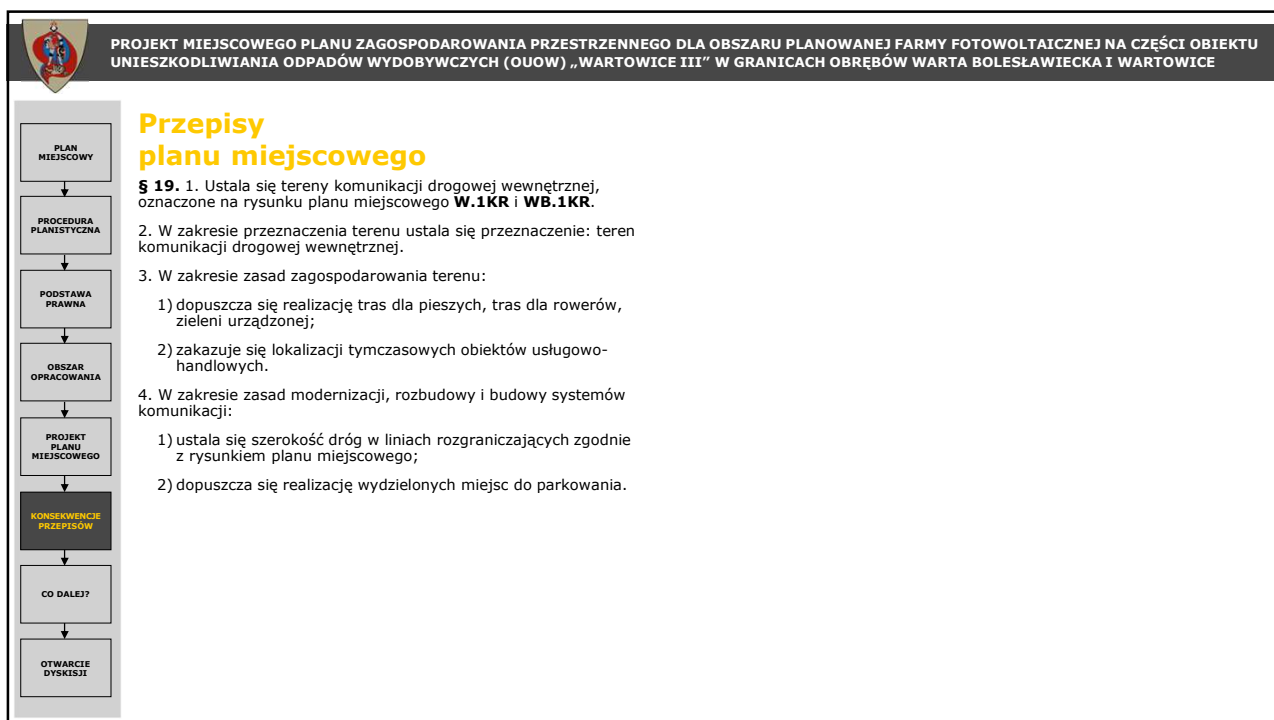 PROJEKT MIEJSCOWEGO PLANU ZAGOSPODAROWANIA PRZESTRZENNEGO DLA OBSZARU PLANOWANEJ FARMY FOTOWOLTAICZNEJ NA CZĘŚCI OBIEKTU
UNIESZKODLIWIANIA ODPADÓW WYDOBYWCZYCH (OUOW) „WARTOWICE III” W GRANICACH OBRĘBÓW WARTA BOLESŁAWIECKA I WARTOWICE
PLAN
MIEJSCOWY
PROCEDURA
PLANISTYCZNA
PODSTAWA
PRAWNA
OBSZAR
OPRACOWANIA
PROJEKT
PLANU
MIEJSCOWEGO
KONSEKWENCJE
PRZEPISÓW
CO DALEJ?
OTWARCIE
DYSKISJI
Przepisy
planu miejscowego
§ 19. 1. Ustala się tereny komunikacji drogowej wewnętrznej,
oznaczone na rysunku planu miejscowego W.1KR i WB.1KR.
2. W zakresie przeznaczenia terenu ustala się przeznaczenie: teren
komunikacji drogowej wewnętrznej.
3. W zakresie zasad zagospodarowania terenu:
1) dopuszcza się realizację tras dla pieszych, tras dla rowerów,
zieleni urządzonej;
2) zakazuje się lokalizacji tymczasowych obiektów usługowo-
handlowych.
4. W zakresie zasad modernizacji, rozbudowy i budowy systemów
komunikacji:
1) ustala się szerokość dróg w liniach rozgraniczających zgodnie
z rysunkiem planu miejscowego;
2) dopuszcza się realizację wydzielonych miejsc do parkowania.